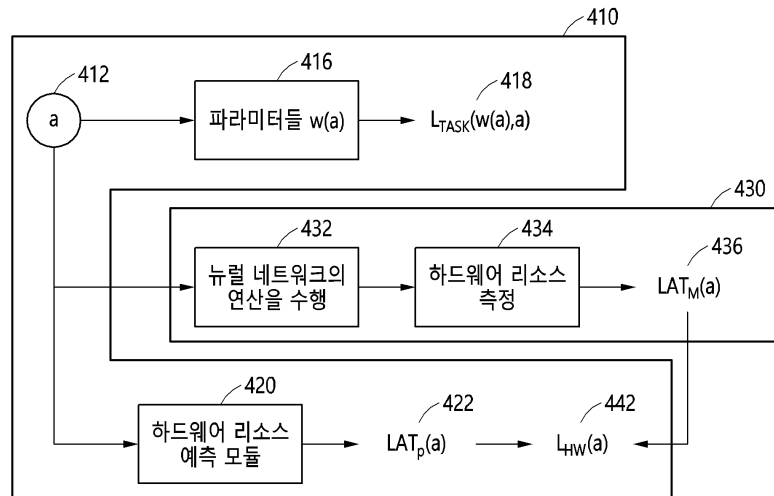 410
412
416
418
a
파라미터들 w(a)
L_TASK(w(a),a)
430
432
434
436
뉴럴 네트워크의
연산을 수행
하드웨어 리소스
측정
LAT_M(a)
420
422
442
하드웨어 리소스
예측 모듈
LAT_p(a)
L_HW(a)